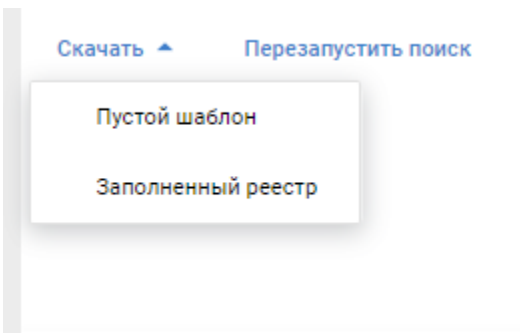 Скачать Перезапустить поиск
Пустой шаблон
Заполненный реестр